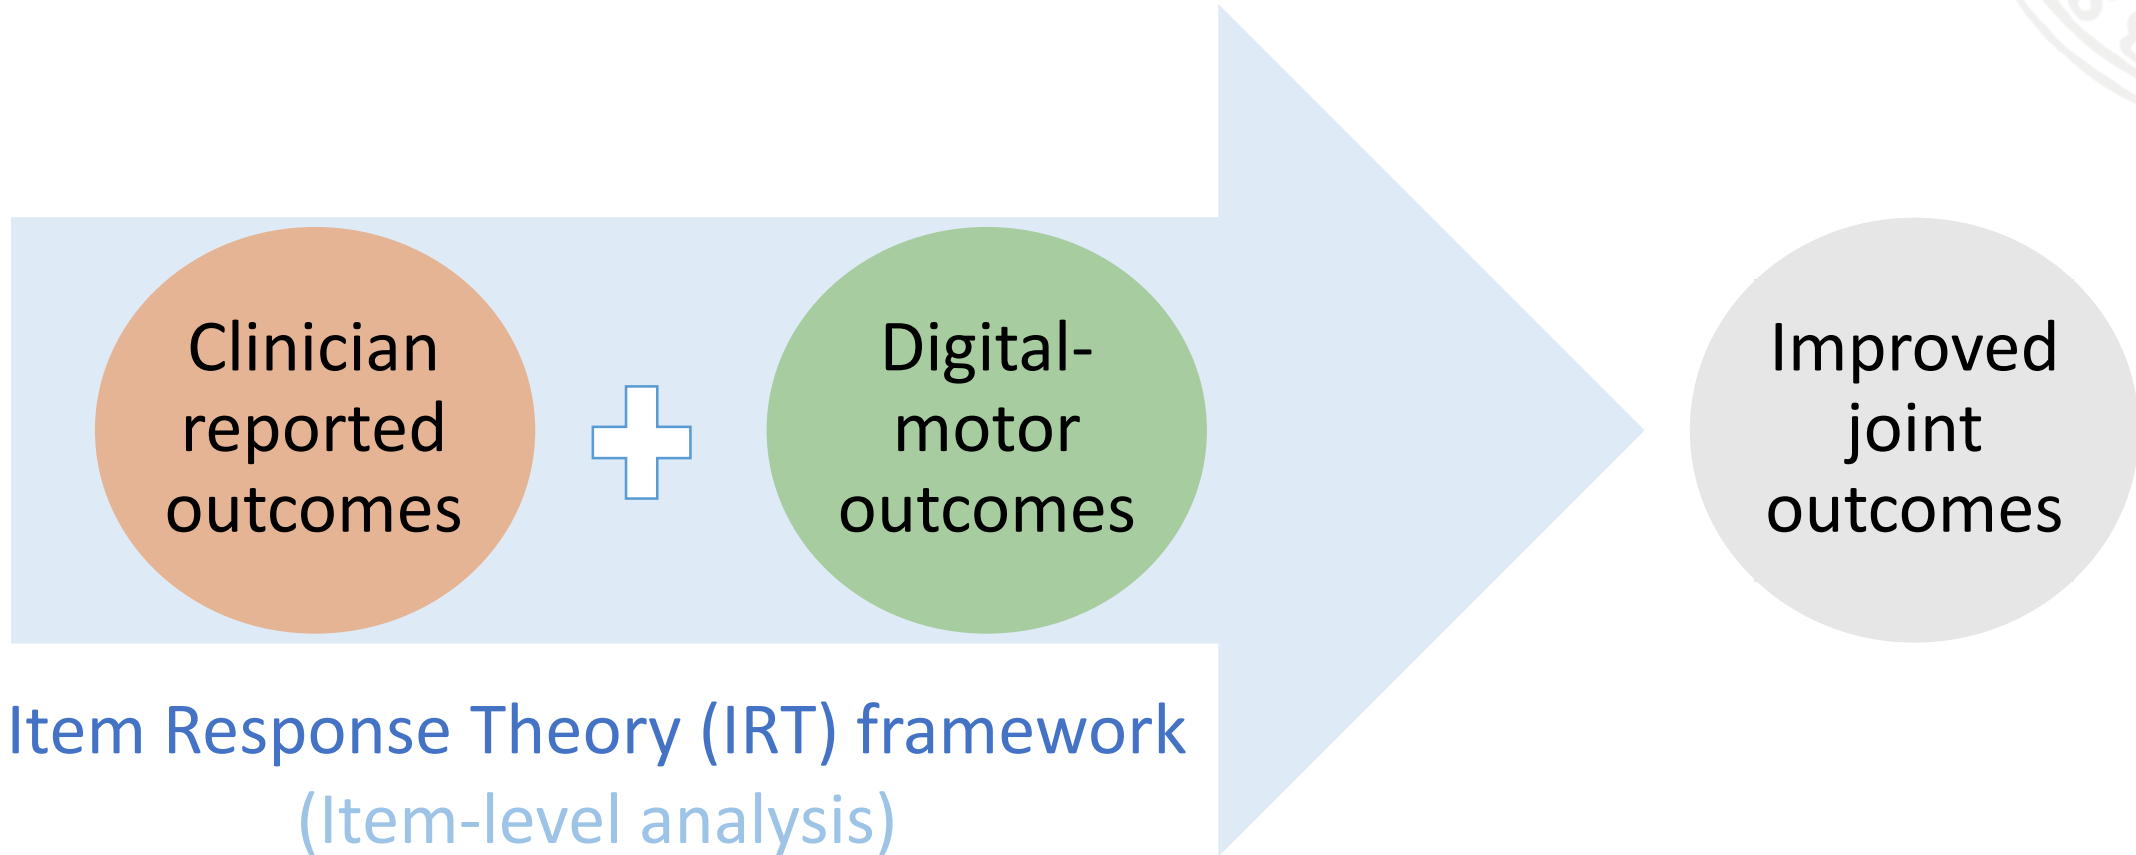 Clinician
reported
outcomes
Digital-
motor
outcomes
Improved
joint
outcomes
Item Response Theory (IRT) framework
(Item-level analysis)